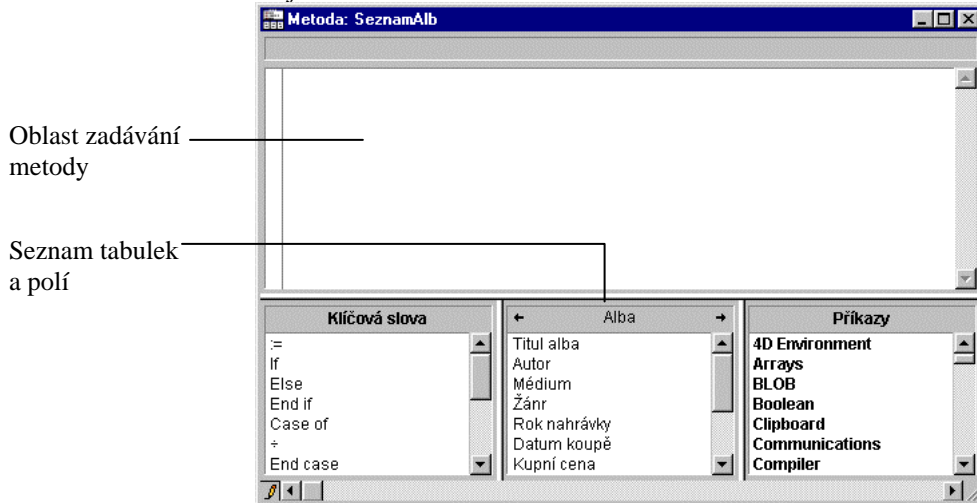 Metoda: SeznamAlb
Oblast zadávání
metody
Seznam tabulek
a polí
Klíčová slova
:=
If
Else
End if
Case of
÷
End case
← Alba →
Titul alba
Autor
Médium
Žánr
Rok nahrávky
Datum koupě
Kupní cena
Příkazy
4D Environment
Arrays
BLOB
Boolean
Clipboard
Communications
Compiler